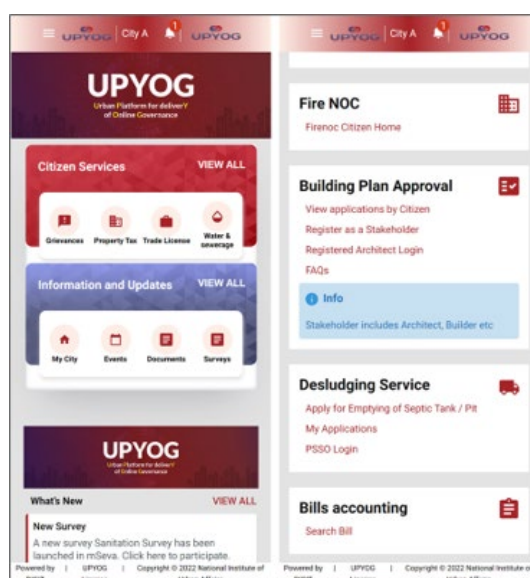 UPYOG
City A
1
UPYOG
UPYOG
Urban Platform for deliverY
of Online Governance
Citizen Services
VIEW ALL
Grievances
Property Tax
Trade License
Water &
sewerage
Information and Updates
VIEW ALL
My City
Events
Documents
Surveys
UPYOG
Urban Platform for deliverY
of Online Governance
What's New
VIEW ALL
New Survey
A new survey Sanitation Survey has been
launched in mSeva. Click here to participate.
Powered by | UPYOG | Copyright © 2022 National Institute of
UPYOG
City A
1
UPYOG
Fire NOC
Firenoc Citizen Home
Building Plan Approval
View applications by Citizen
Register as a Stakeholder
Registered Architect Login
FAQs
Info
Stakeholder includes Architect, Builder etc
Desludging Service
Apply for Emptying of Septic Tank / Pit
My Applications
PSSO Login
Bills accounting
Search Bill
Powered by | UPYOG | Copyright © 2022 National Institute